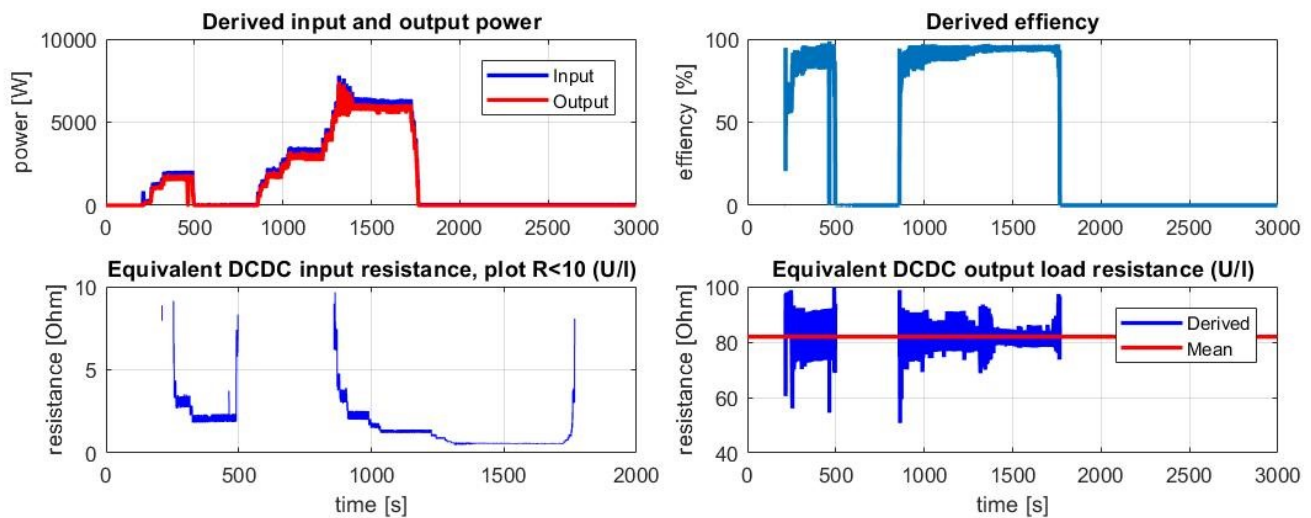 Derived input and output power
10000
5000
0
power [W]
Input
Output
0 500 1000 1500 2000 2500 3000
Derived effiency
100
50
0
effiency [%]
0 500 1000 1500 2000 2500 3000
Equivalent DCDC input resistance, plot R<10 (U/I)
10
5
0
resistance [Ohm]
0 500 1000 1500 2000
time [s]
Equivalent DCDC output load resistance (U/I)
100
80
60
40
resistance [Ohm]
Derived
Mean
0 500 1000 1500 2000 2500 3000
time [s]